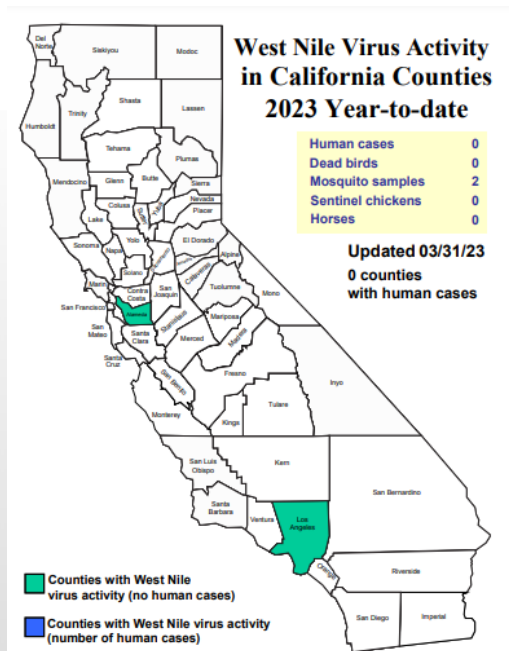 West Nile Virus Activity
in California Counties
2023 Year-to-date
Human cases 0
Dead birds 0
Mosquito samples 2
Sentinel chickens 0
Horses 0
Updated 03/31/23
0 counties
with human cases
Del
Norte
Siskiyou
Modoc
Humboldt
Trinity
Shasta
Lassen
Tehama
Plumas
Mendocino
Glenn
Butte
Sierra
Nevada
Placer
Colusa
Sutter
Yuba
Lake
Sonoma
Napa
Yolo
El Dorado
Alpine
Sacramento
Solano
Calaveras
Marin
Contra
Costa
San
Joaquin
Tuolumne
Mono
San Francisco
Alameda
San
Mateo
Santa
Clara
Stanislaus
Mariposa
Santa
Cruz
Merced
Madera
San Benito
Fresno
Inyo
Monterey
Kings
Tulare
San Luis
Obispo
Kern
San Bernardino
Santa
Barbara
Ventura
Los
Angeles
Orange
Riverside
San Diego
Imperial
Counties with West Nile
virus activity (no human cases)
Counties with West Nile virus activity
(number of human cases)